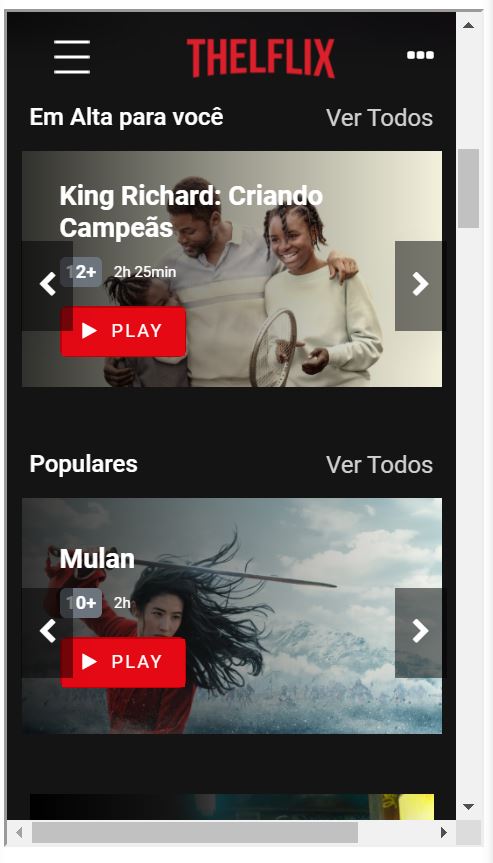 THELFLIX
Em Alta para você
Ver Todos
King Richard: Criando
Campeãs
12+
2h 25min
PLAY
Populares
Ver Todos
Mulan
10+
2h
PLAY